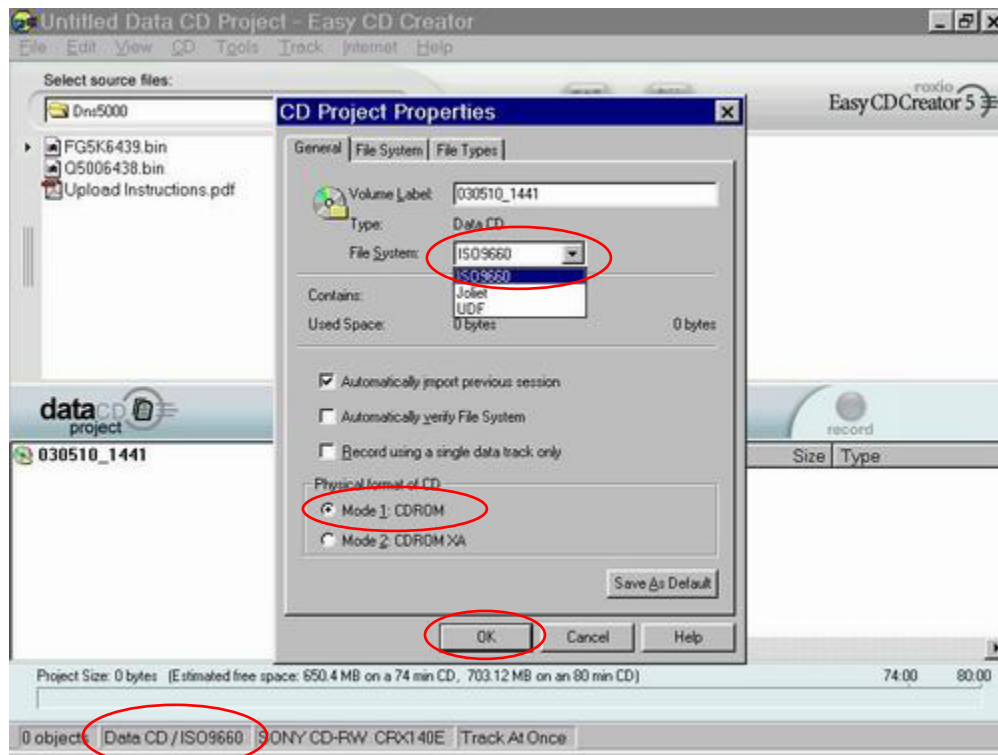 Untitled Data CD Project - Easy CD Creator
File Edit View CD Tools Track Internet Help
Select source files:
Dns5000
roxio
Easy CD Creator 5
FG5K6439.bin
Q5006438.bin
Upload Instructions.pdf
CD Project Properties
General File System File Types
Volume Label: 030510_1441
Type: Data CD
File System: ISO9660
ISO9660
Joliet
UDF
Contains:
Used Space: 0 bytes 0 bytes
Automatically import previous session
Automatically verify File System
Record using a single data track only
Physical format of CD
Mode 1: CDROM
Mode 2: CDROM XA
Save As Default
OK Cancel Help
dataCD
project
record
030510_1441
Size Type
Project Size: 0 bytes (Estimated free space: 650.4 MB on a 74 min CD, 703.12 MB on an 80 min CD) 74:00 80:00
0 objects Data CD / ISO9660 SONY CD-RW CRX140E Track At Once